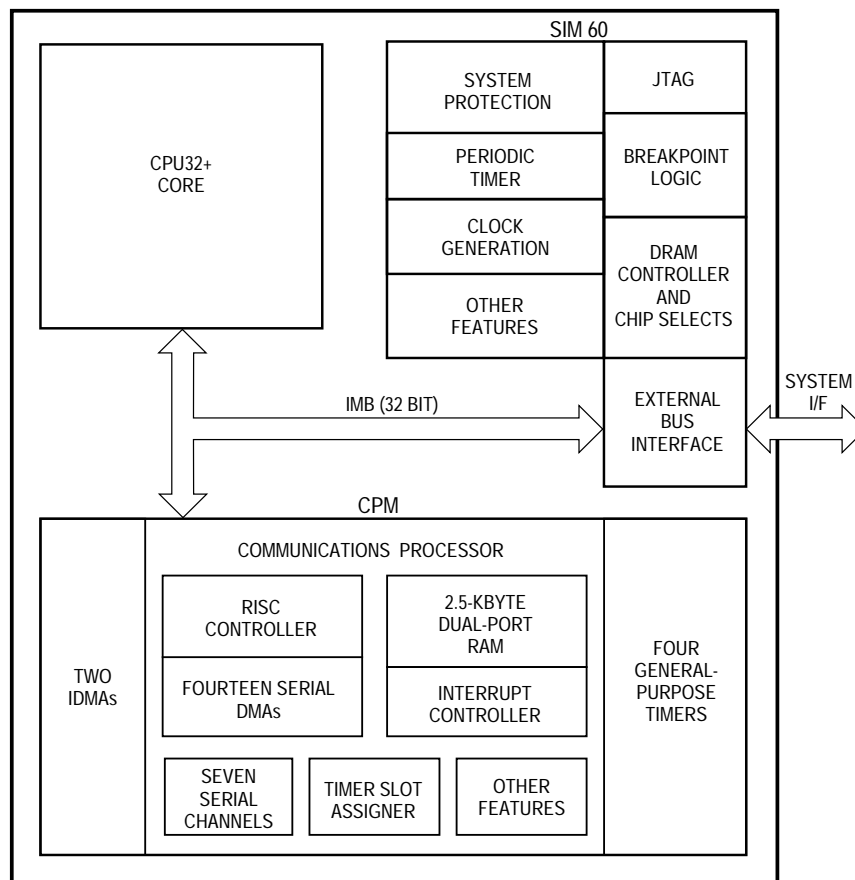 SIM 60
CPU32+
CORE
SYSTEM
PROTECTION
JTAG
PERIODIC
TIMER
BREAKPOINT
LOGIC
CLOCK
GENERATION
DRAM
CONTROLLER
AND
CHIP SELECTS
OTHER
FEATURES
IMB (32 BIT)
EXTERNAL
BUS
INTERFACE
SYSTEM
I/F
CPM
TWO
IDMAs
COMMUNICATIONS PROCESSOR
RISC
CONTROLLER
2.5-KBYTE
DUAL-PORT
RAM
FOURTEEN SERIAL
DMAs
INTERRUPT
CONTROLLER
SEVEN
SERIAL
CHANNELS
TIMER SLOT
ASSIGNER
OTHER
FEATURES
FOUR
GENERAL-
PURPOSE
TIMERS